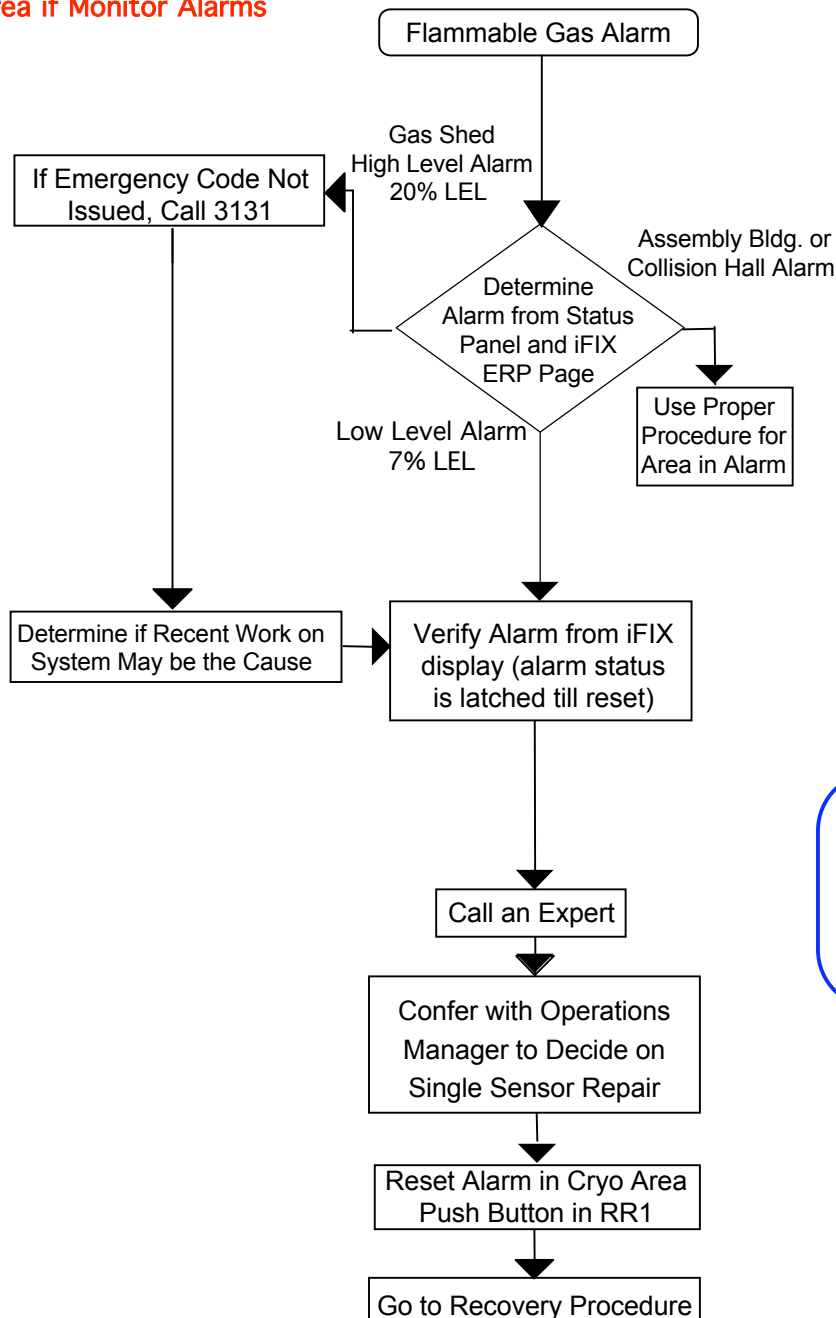 rea if Monitor Alarms
Flammable Gas Alarm
Gas Shed
High Level Alarm
20% LEL
If Emergency Code Not
Issued, Call 3131
Assembly Bldg. or
Collision Hall Alarm
Determine
Alarm from Status
Panel and iFIX
ERP Page
Use Proper
Procedure for
Area in Alarm
Low Level Alarm
7% LEL
Determine if Recent Work on
System May be the Cause
Verify Alarm from iFIX
display (alarm status
is latched till reset)
Call an Expert
Confer with Operations
Manager to Decide on
Single Sensor Repair
Reset Alarm in Cryo Area
Push Button in RR1
Go to Recovery Procedure